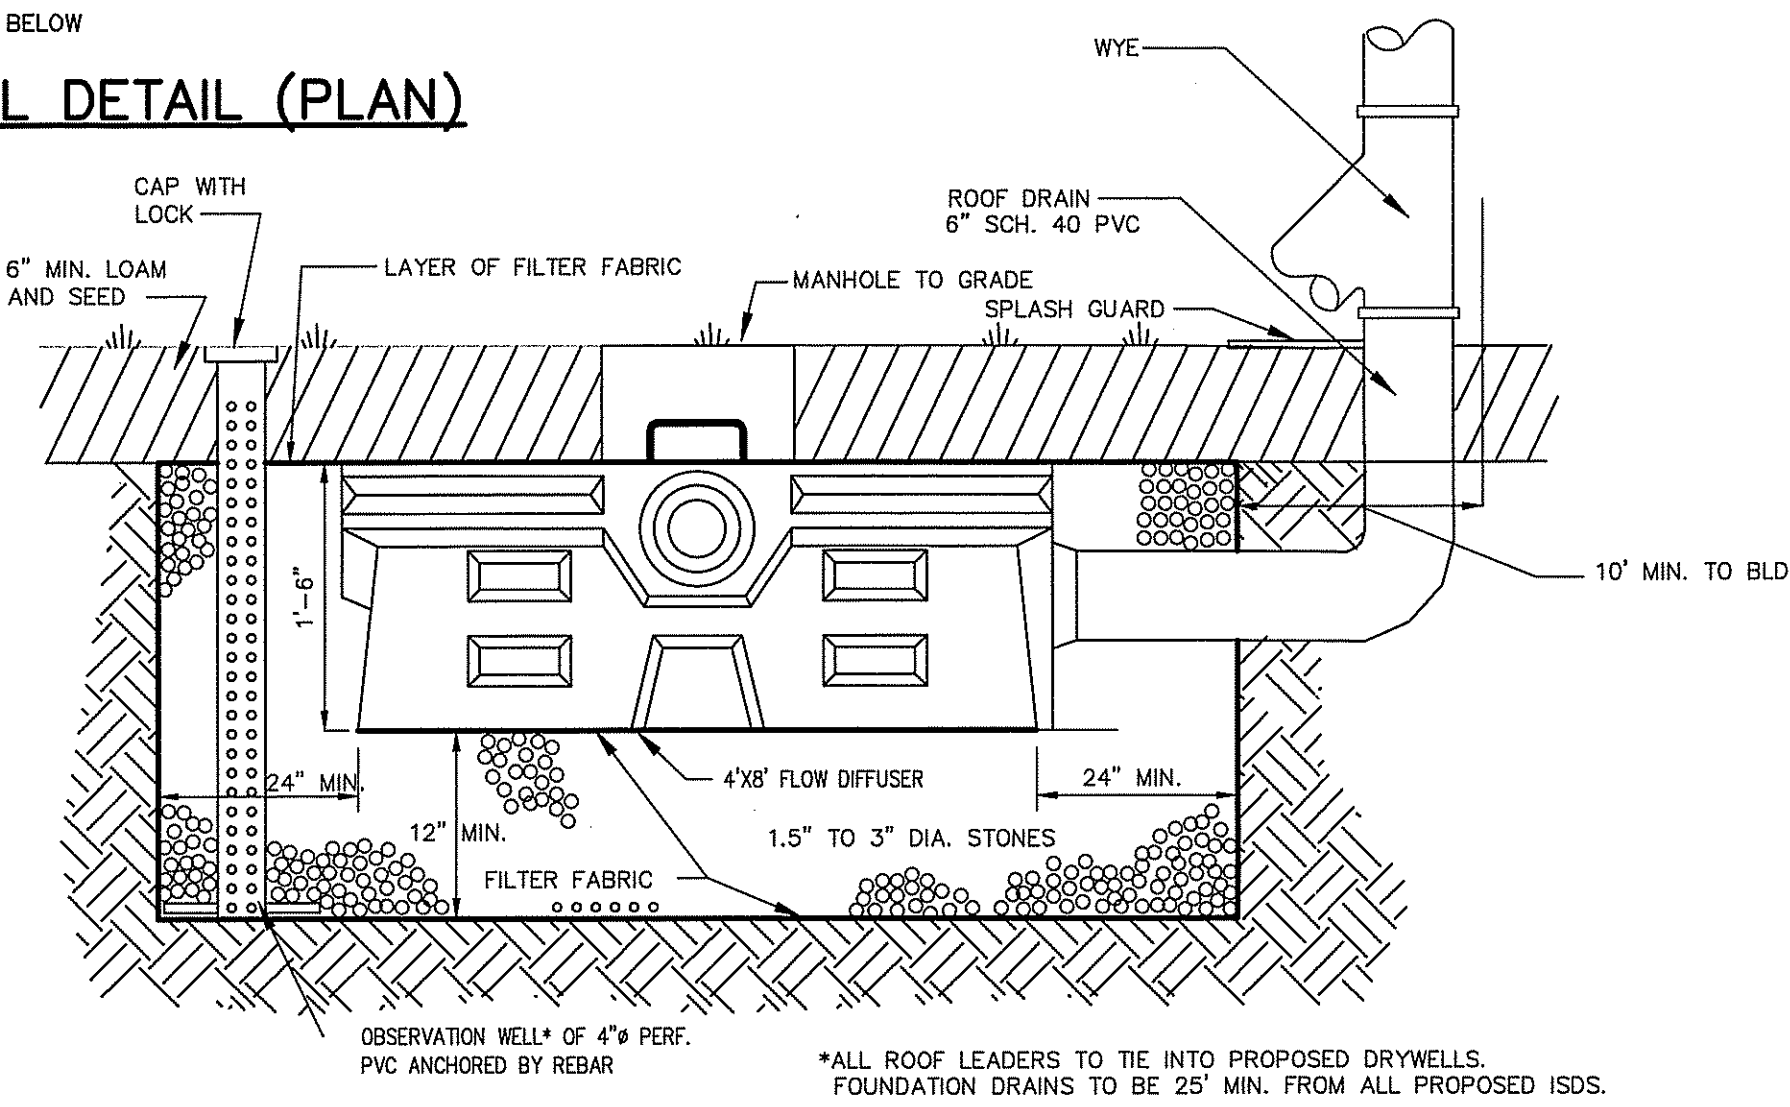 BELOW
L DETAIL (PLAN)
WYE
CAP WITH
LOCK
ROOF DRAIN
6" SCH. 40 PVC
6" MIN. LOAM
AND SEED
LAYER OF FILTER FABRIC
MANHOLE TO GRADE
SPLASH GUARD
10' MIN. TO BLD
1'-6"
24" MIN.
4'X8' FLOW DIFFUSER
24" MIN.
12" MIN.
1.5" TO 3" DIA. STONES
FILTER FABRIC
OBSERVATION WELL* OF 4"ø PERF.
PVC ANCHORED BY REBAR
*ALL ROOF LEADERS TO TIE INTO PROPOSED DRYWELLS.
FOUNDATION DRAINS TO BE 25' MIN. FROM ALL PROPOSED ISDS.